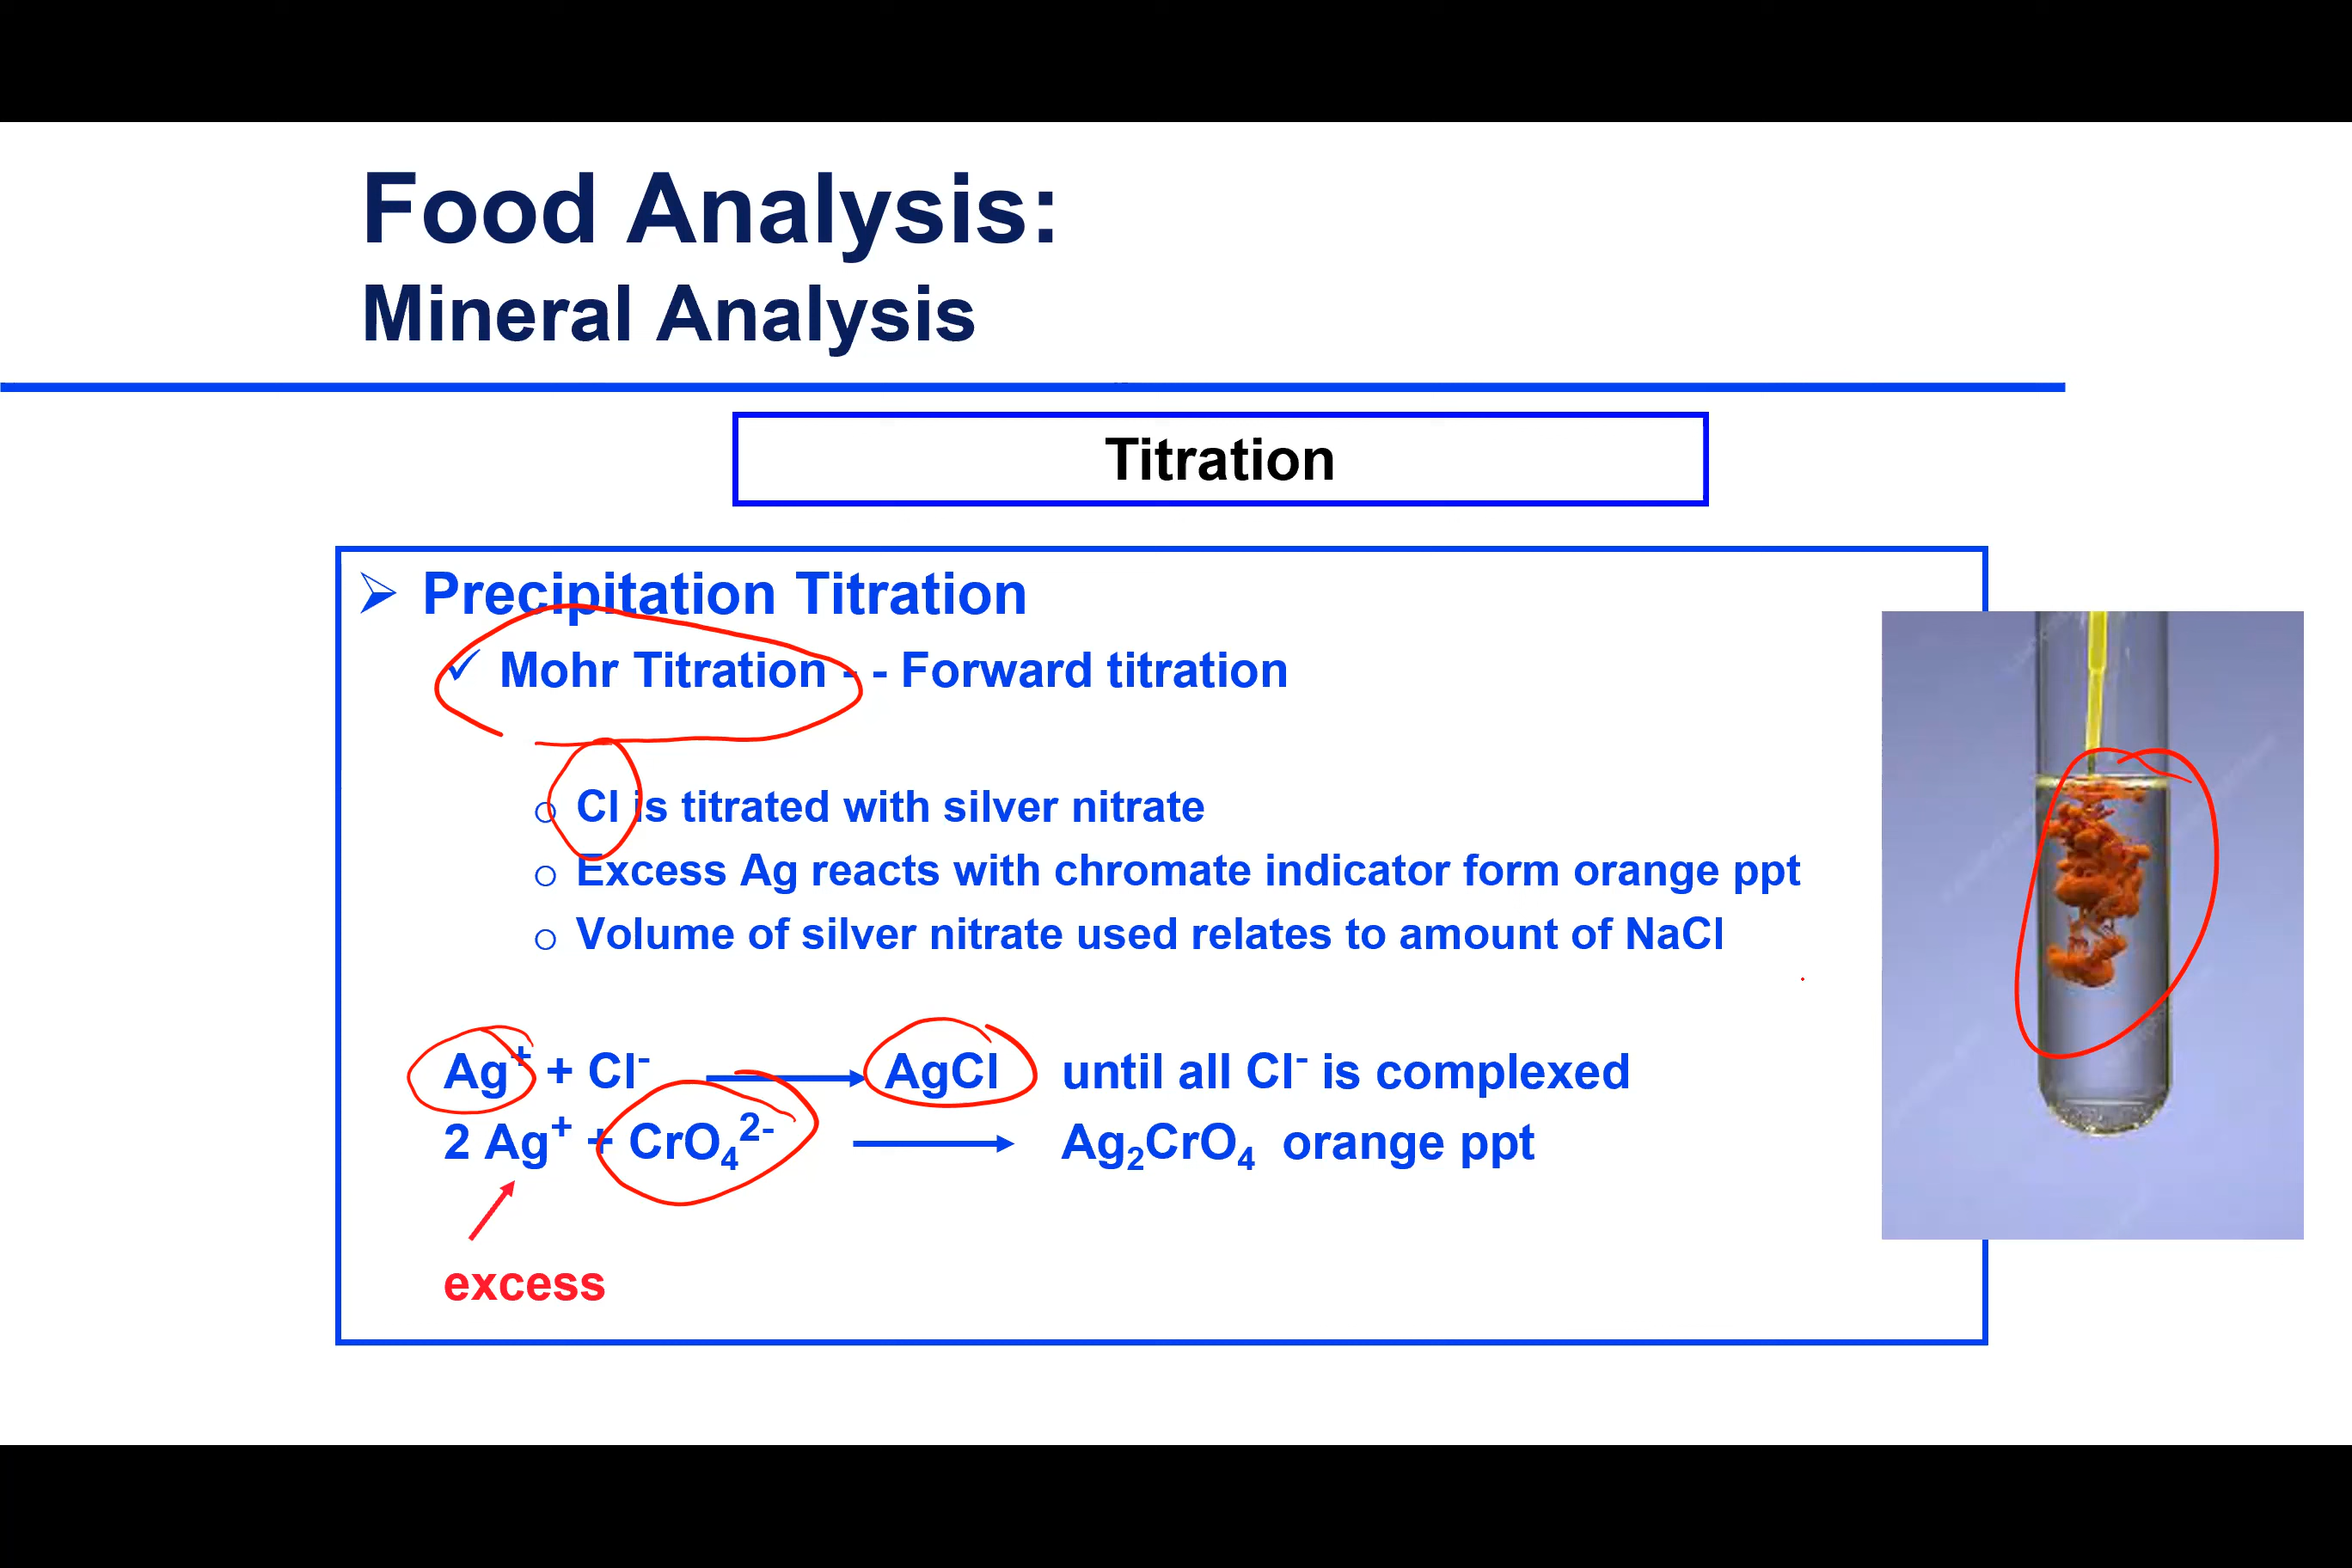 Food Analysis:
Mineral Analysis
Titration
➢ Precipitation Titration
✓ Mohr Titration - - Forward titration
o Cl is titrated with silver nitrate
o Excess Ag reacts with chromate indicator form orange ppt
o Volume of silver nitrate used relates to amount of NaCl
Ag⁺ + Cl⁻ → AgCl until all Cl⁻ is complexed
2 Ag⁺ + CrO₄²⁻ → Ag₂CrO₄ orange ppt
excess